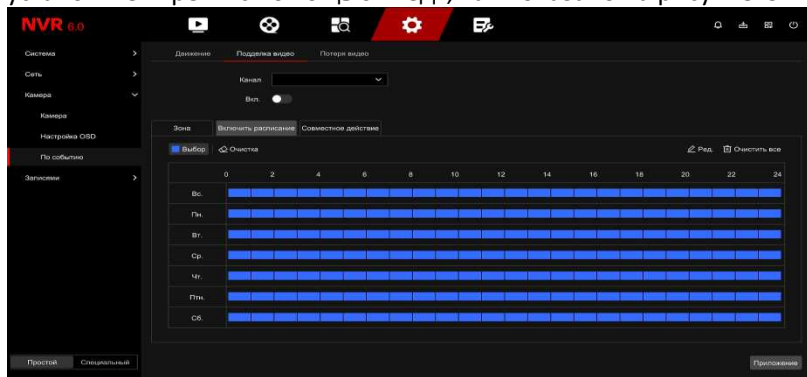 NVR 6.0
Система
Сеть
Камера
Камера
Настройка OSD
По событию
Записями
Простой Специальный
Движение Подделка видео Потеря видео
Канал
Вкл.
Зона Включить расписание Совместное действие
Выбор Очистка Ред. Очистить все
0 2 4 6 8 10 12 14 16 18 20 22 24
Вс.
Пн.
Вт.
Ср.
Чт.
Птн.
Сб.
Приложение